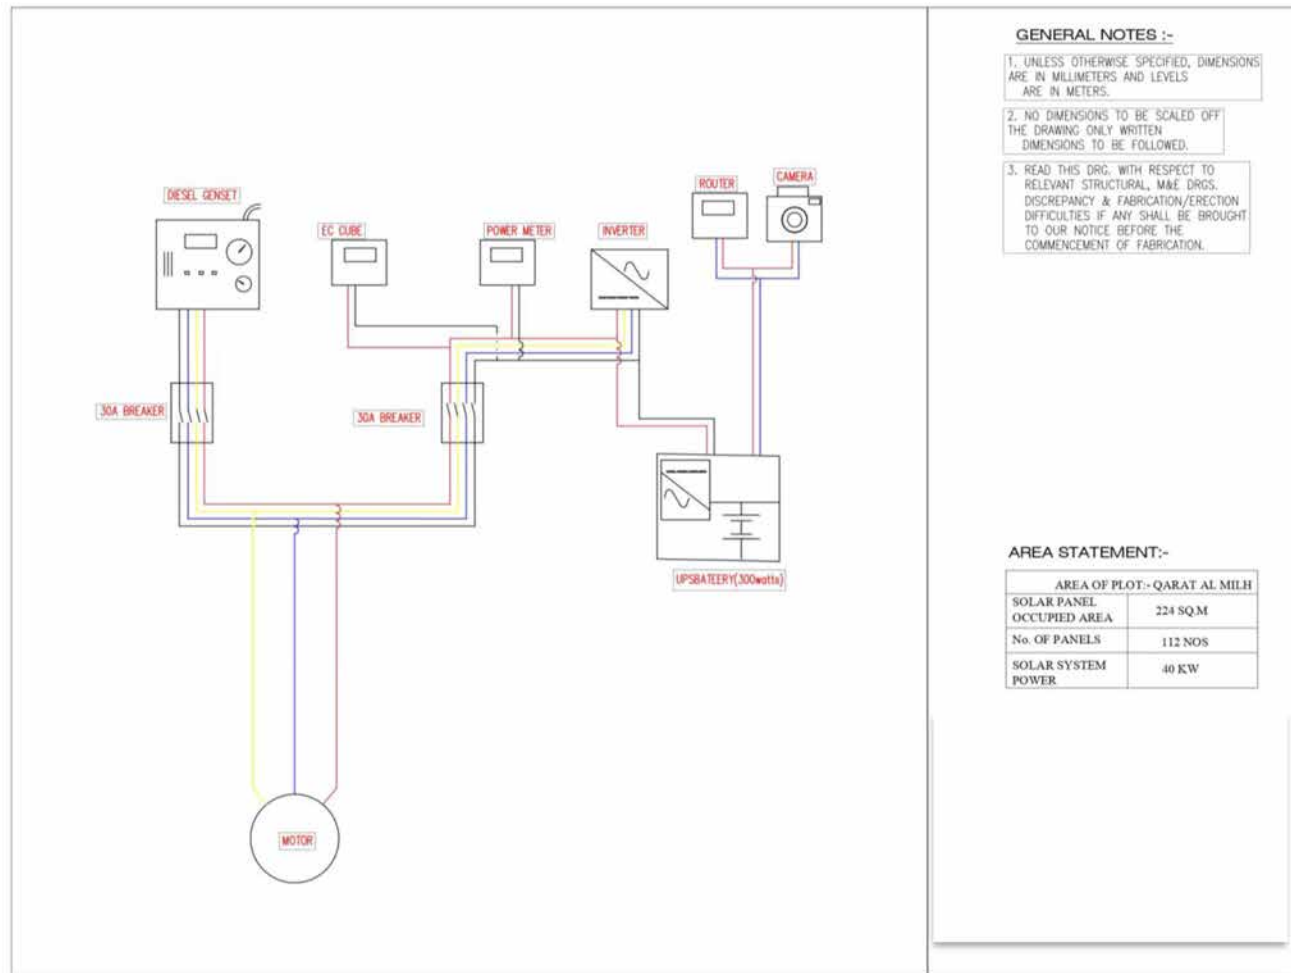 GENERAL NOTES :-
1. UNLESS OTHERWISE SPECIFIED, DIMENSIONS
ARE IN MILLIMETERS AND LEVELS
ARE IN METERS.
2. NO DIMENSIONS TO BE SCALED OFF
THE DRAWING ONLY WRITTEN
DIMENSIONS TO BE FOLLOWED.
3. READ THIS DRG. WITH RESPECT TO
RELEVANT STRUCTURAL, M&E DRGS.
DISCREPANCY & FABRICATION/ERECTION
DIFFICULTIES IF ANY SHALL BE BROUGHT
TO OUR NOTICE BEFORE THE
COMMENCEMENT OF FABRICATION.
DIESEL GENSET
EC CUBE
POWER METER
INVERTER
ROUTER
CAMERA
30A BREAKER
30A BREAKER
UPSBATEERY(300watts)
MOTOR
AREA STATEMENT:-
AREA OF PLOT:- QARAT AL MILH
SOLAR PANEL
OCCUPIED AREA
224 SQ.M
No. OF PANELS
112 NOS
SOLAR SYSTEM
POWER
40 KW